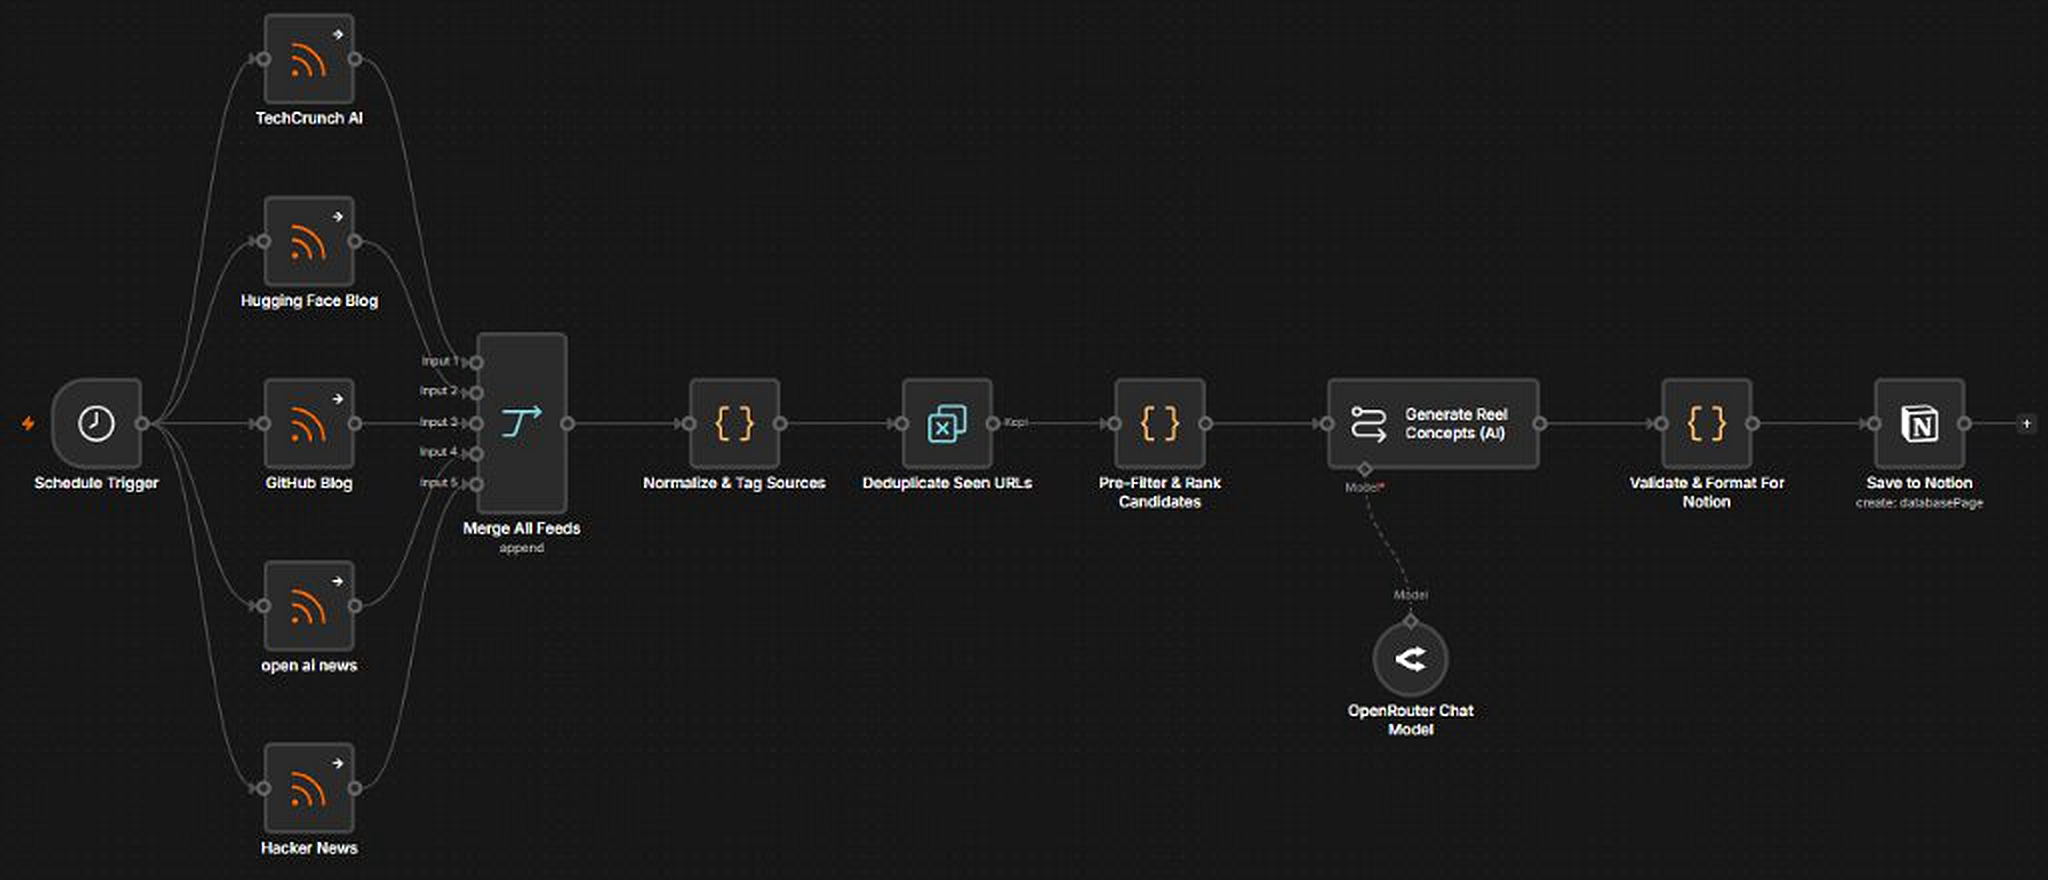 TechCrunch AI
Hugging Face Blog
Schedule Trigger
GitHub Blog
open ai news
Hacker News
Input 1
Input 2
Input 3
Input 4
Input 5
Merge All Feeds
append
Normalize & Tag Sources
Deduplicate Seen URLs
Kept
Pre-Filter & Rank
Candidates
Generate Reel
Concepts (AI)
Model*
Model
OpenRouter Chat
Model
Validate & Format For
Notion
Save to Notion
create: databasePage